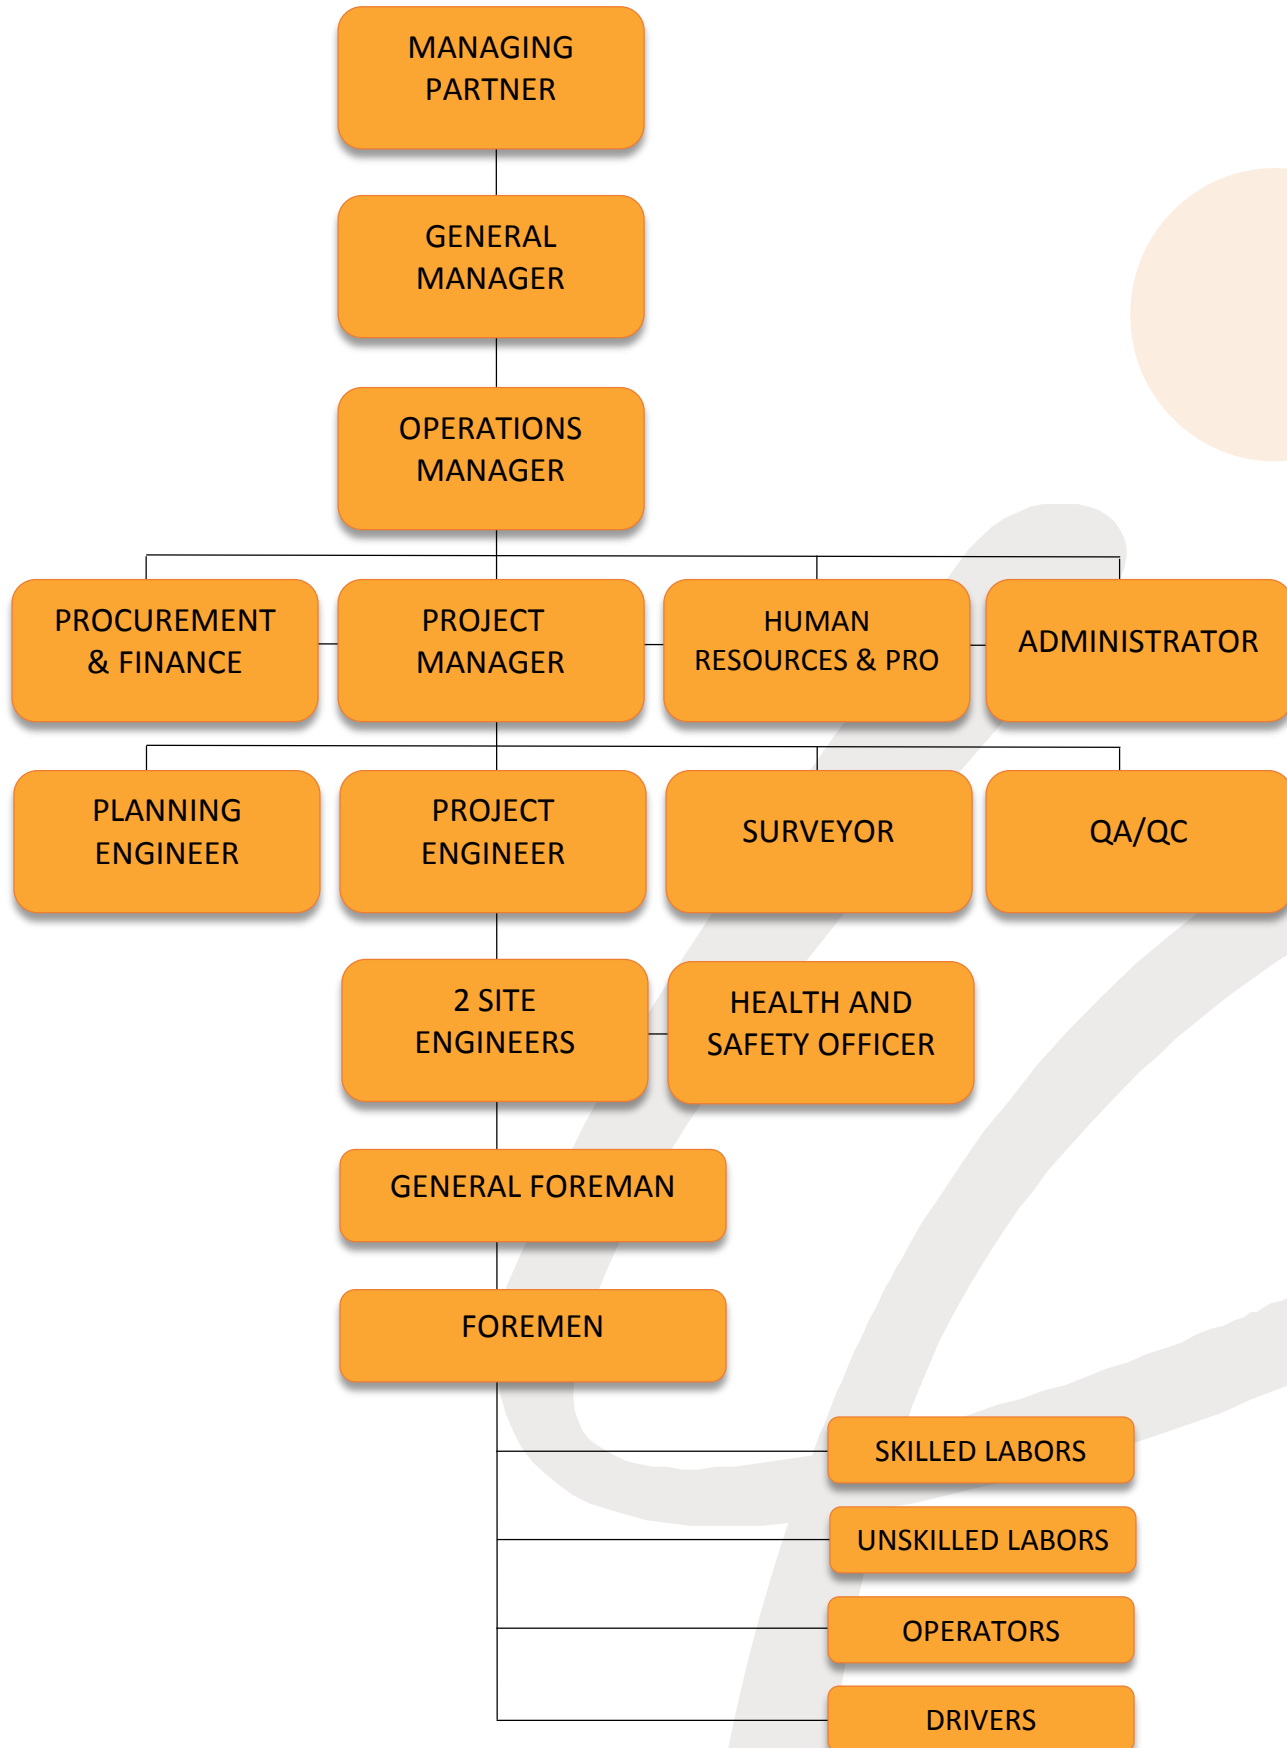 MANAGING
PARTNER
GENERAL
MANAGER
OPERATIONS
MANAGER
PROCUREMENT
& FINANCE
PROJECT
MANAGER
HUMAN
RESOURCES & PRO
ADMINISTRATOR
PLANNING
ENGINEER
PROJECT
ENGINEER
SURVEYOR
QA/QC
2 SITE
ENGINEERS
HEALTH AND
SAFETY OFFICER
GENERAL FOREMAN
FOREMEN
SKILLED LABORS
UNSKILLED LABORS
OPERATORS
DRIVERS